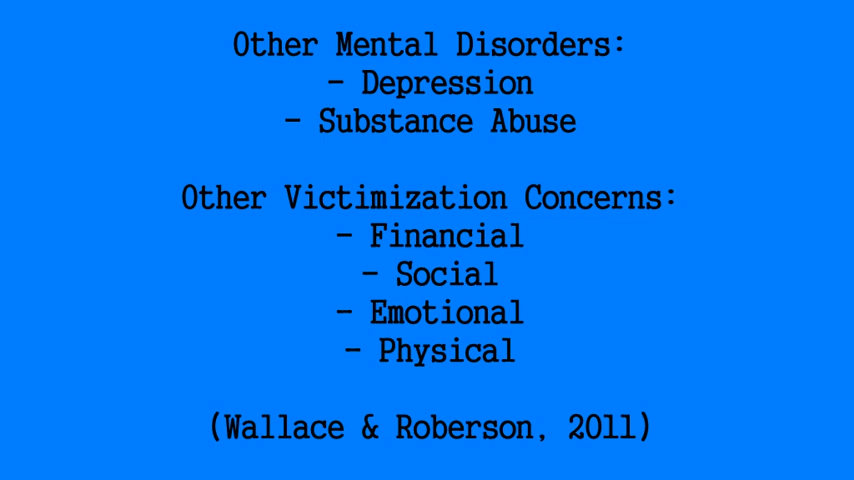 Other Mental Disorders:
- Depression
- Substance Abuse
Other Victimization Concerns:
- Financial
- Social
- Emotional
- Physical
(Wallace & Roberson, 2011)